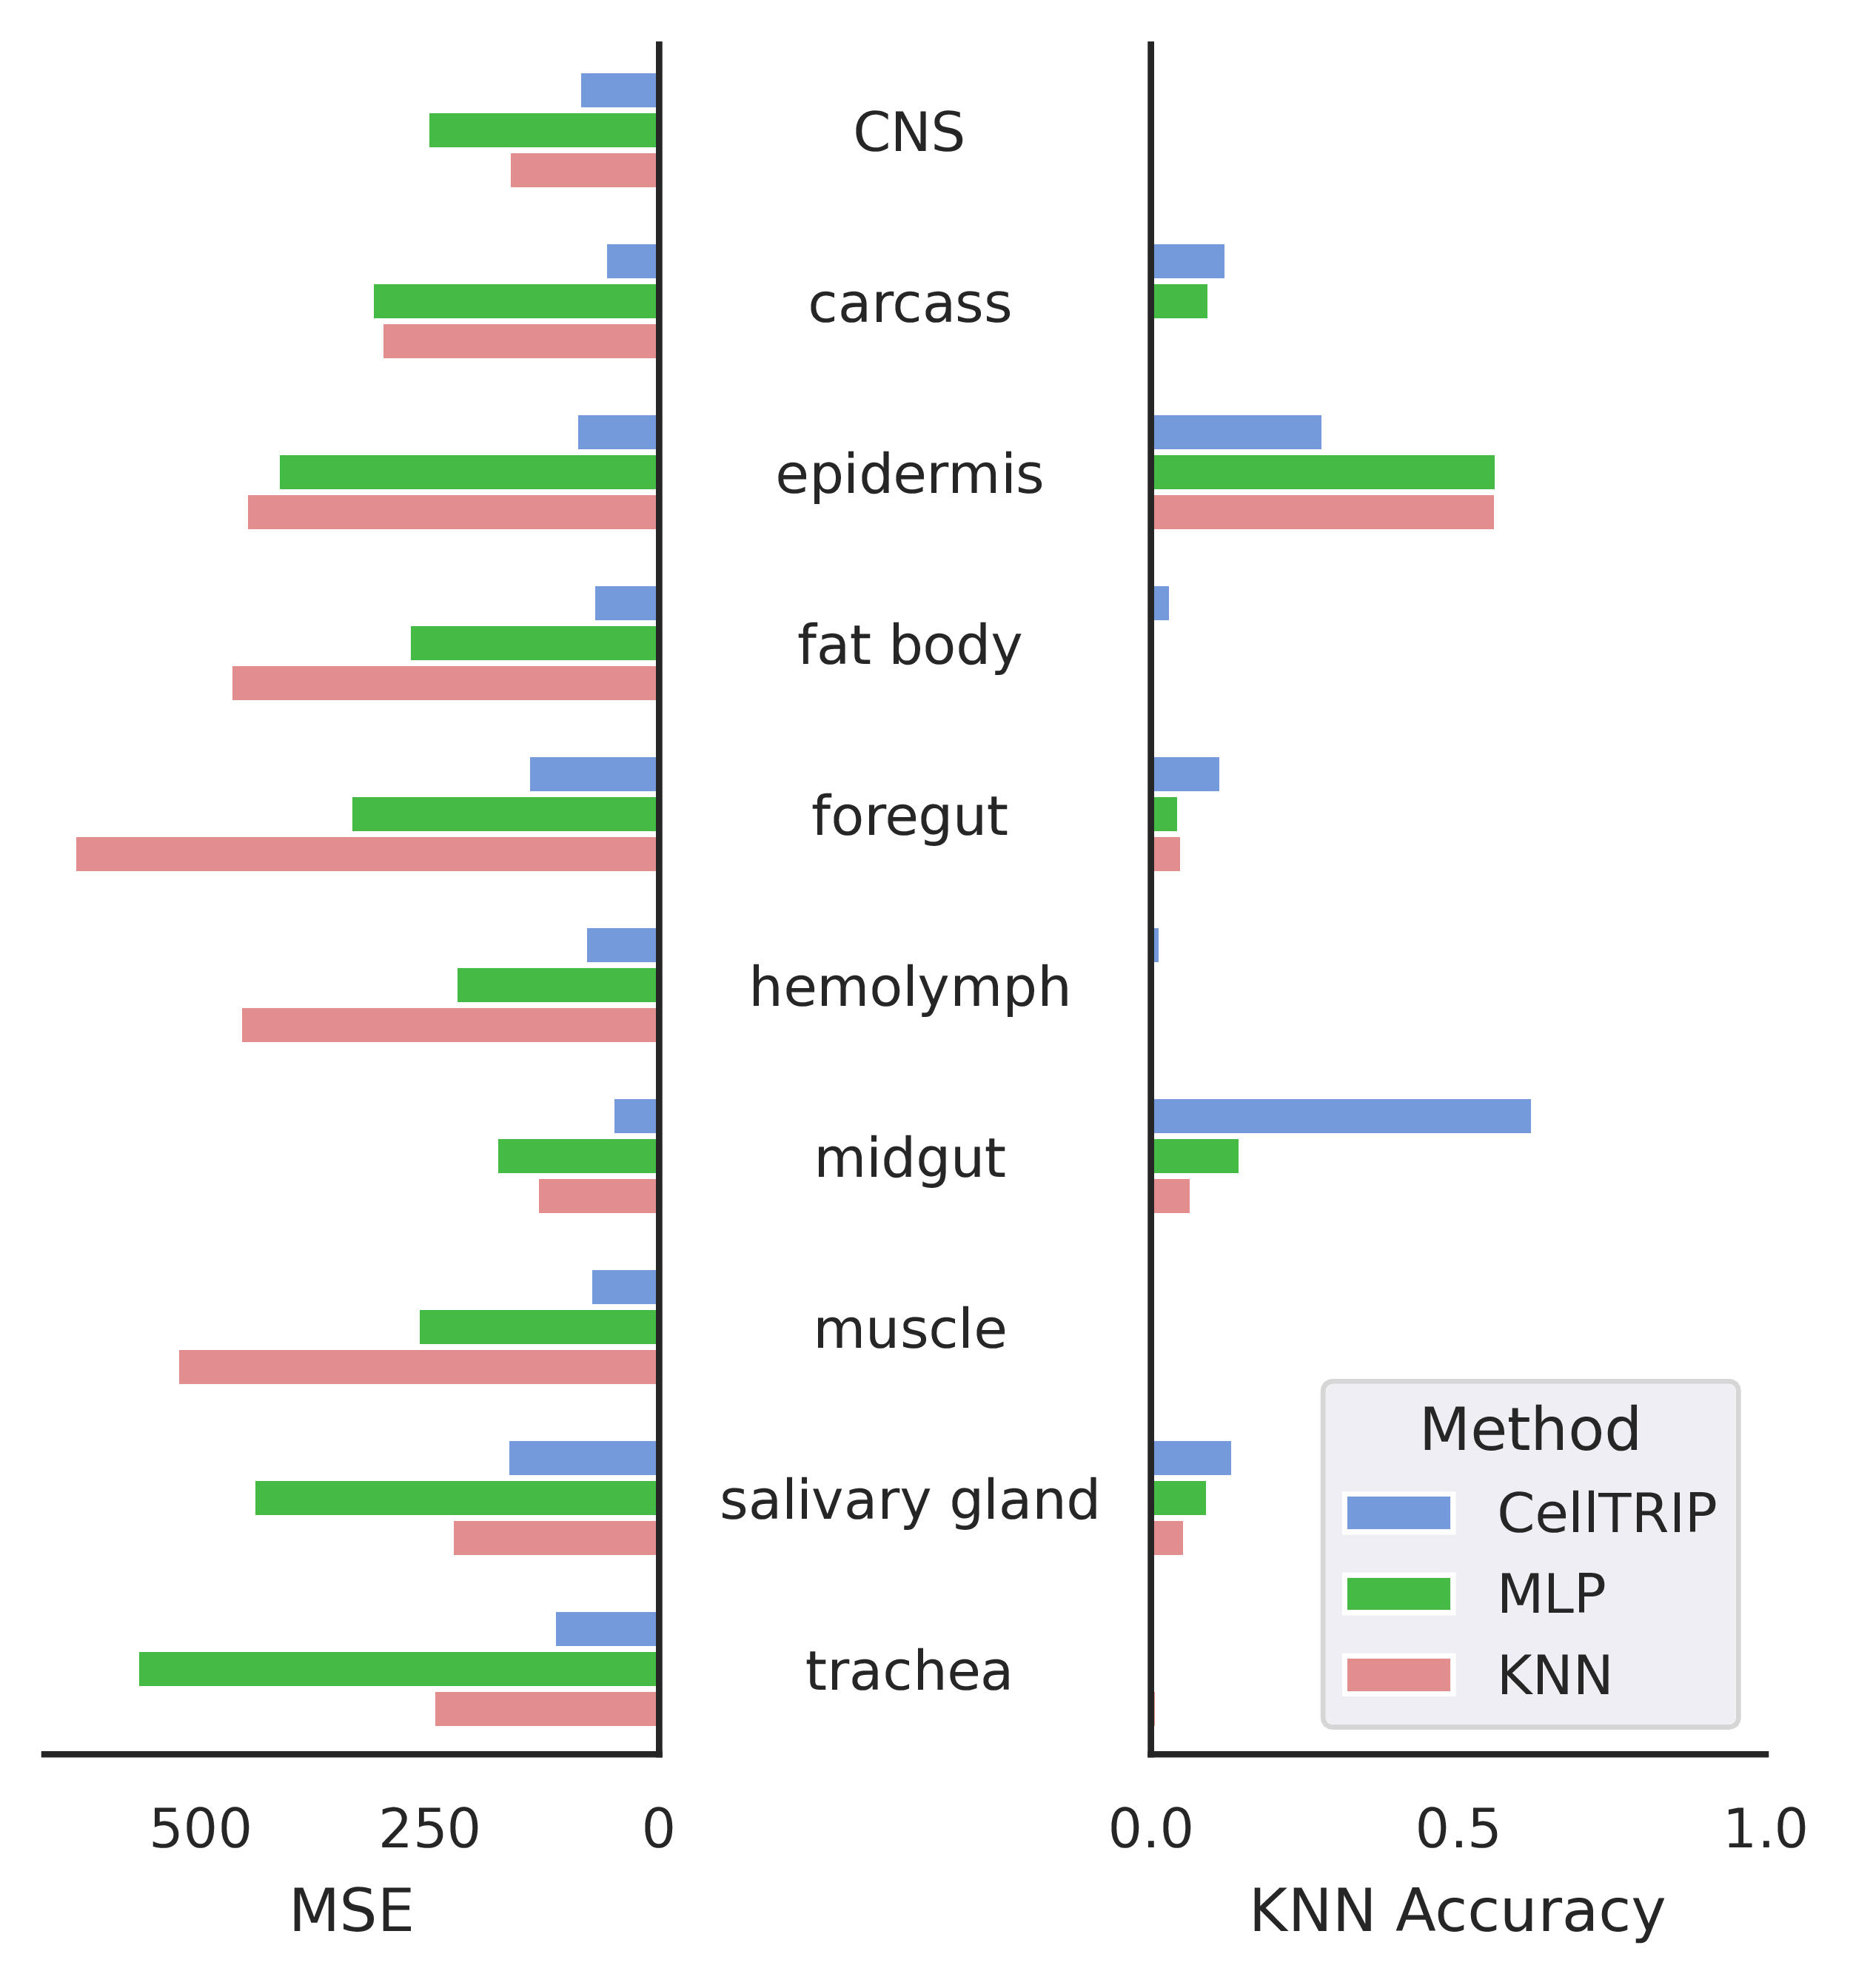 CNS
carcass
epidermis
fat body
foregut
hemolymph
midgut
muscle
salivary gland
trachea
Method
CellTRIP
MLP
KNN
500 250 0
0.0 0.5 1.0
MSE
KNN Accuracy